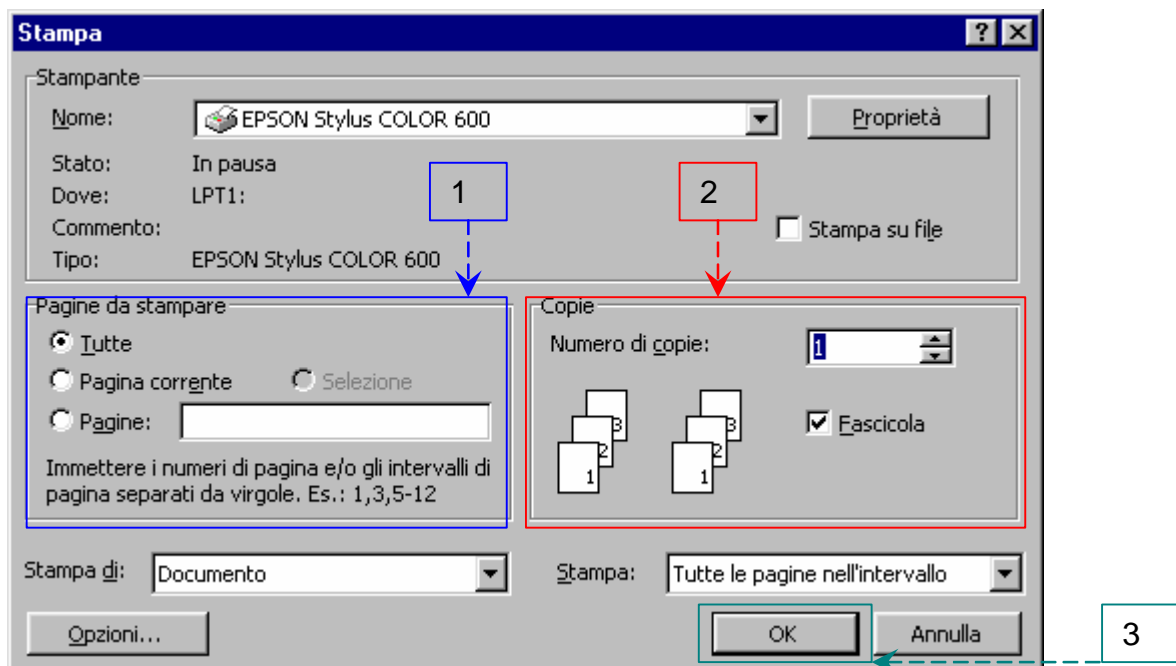 Stampa
Stampante
Nome: EPSON Stylus COLOR 600 Proprietà
Stato: In pausa
Dove: LPT1:
Commento:
Stampa su file
Tipo: EPSON Stylus COLOR 600
1
2
Pagine da stampare
Tutte
Pagina corrente Selezione
Pagine:
Immettere i numeri di pagina e/o gli intervalli di
pagina separati da virgole. Es.: 1,3,5-12
Copie
Numero di copie: 1
3 3
2 2
1 1
Fascicola
Stampa di: Documento
Stampa: Tutte le pagine nell'intervallo
Opzioni... OK Annulla
3